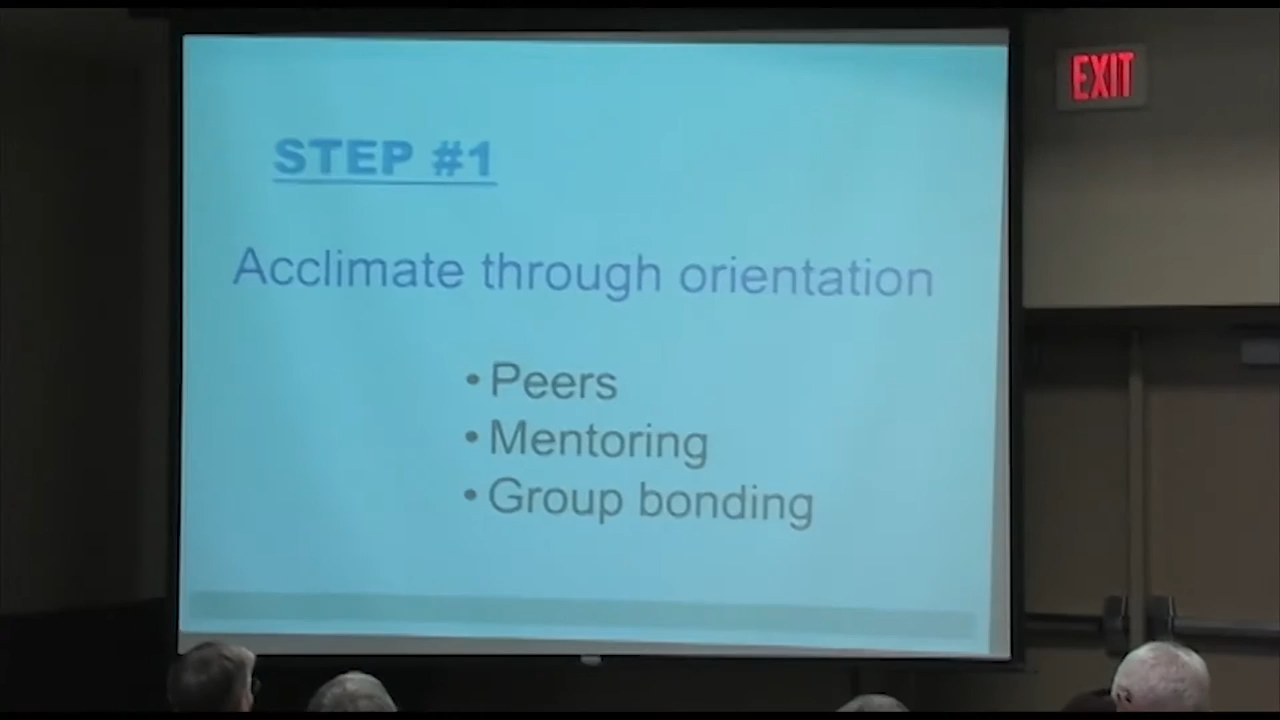 EXIT
STEP #1
Acclimate through orientation
• Peers
• Mentoring
• Group bonding